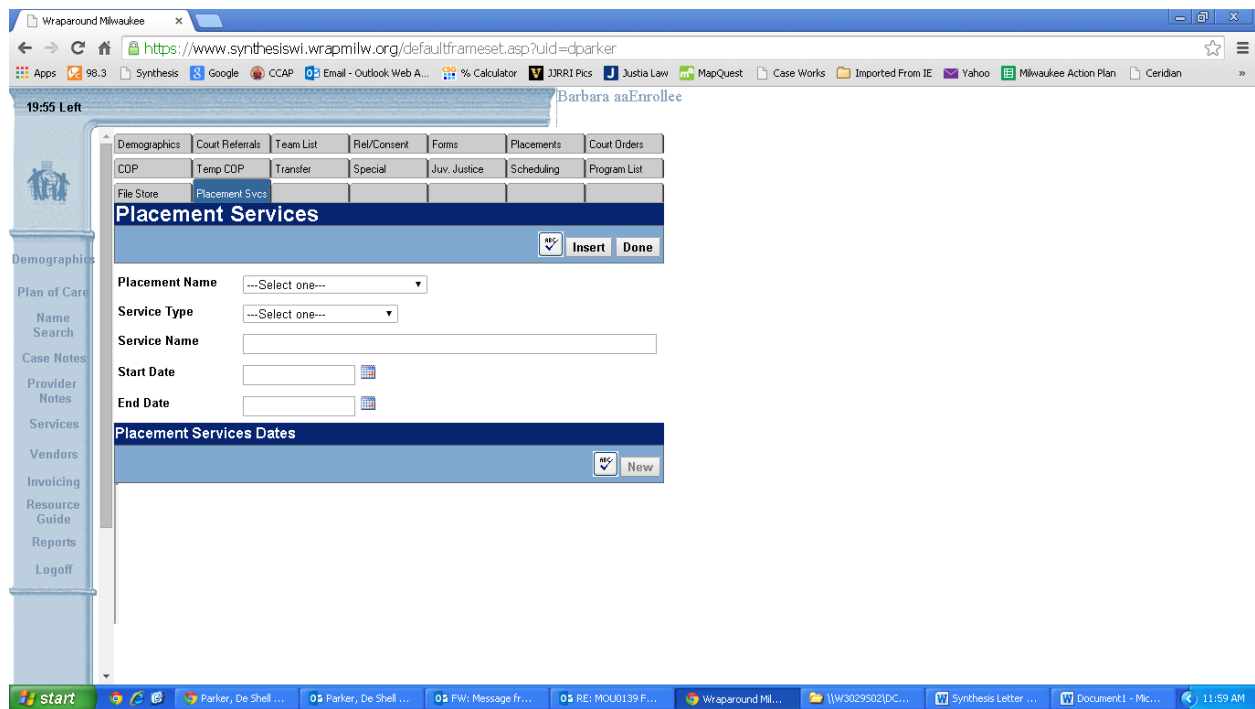 Wraparound Milwaukee ×
https://www.synthesiswi.wrapmilw.org/defaultframeset.asp?uid=dparker
Apps 98.3 Synthesis Google CCAP Email - Outlook Web A... % Calculator JJRRI Pics Justia Law MapQuest Case Works Imported From IE Yahoo Milwaukee Action Plan Ceridian »
19:55 Left
Barbara aaEnrollee
Demographics Court Referrals Team List Rel/Consent Forms Placements Court Orders
COP Temp COP Transfer Special Juv. Justice Scheduling Program List
File Store Placement Svcs
Placement Services
ABC Insert Done
Placement Name ---Select one---
Service Type ---Select one---
Service Name
Start Date
End Date
Placement Services Dates
ABC New
Demographics
Plan of Care
Name
Search
Case Notes
Provider
Notes
Services
Vendors
Invoicing
Resource
Guide
Reports
Logoff
start Parker, De Shell ... Parker, De Shell ... FW: Message fr... RE: MOU0139 F... Wraparound Mil... \\W3029S02\DC... Synthesis Letter ... Document1 - Mic... 11:59 AM